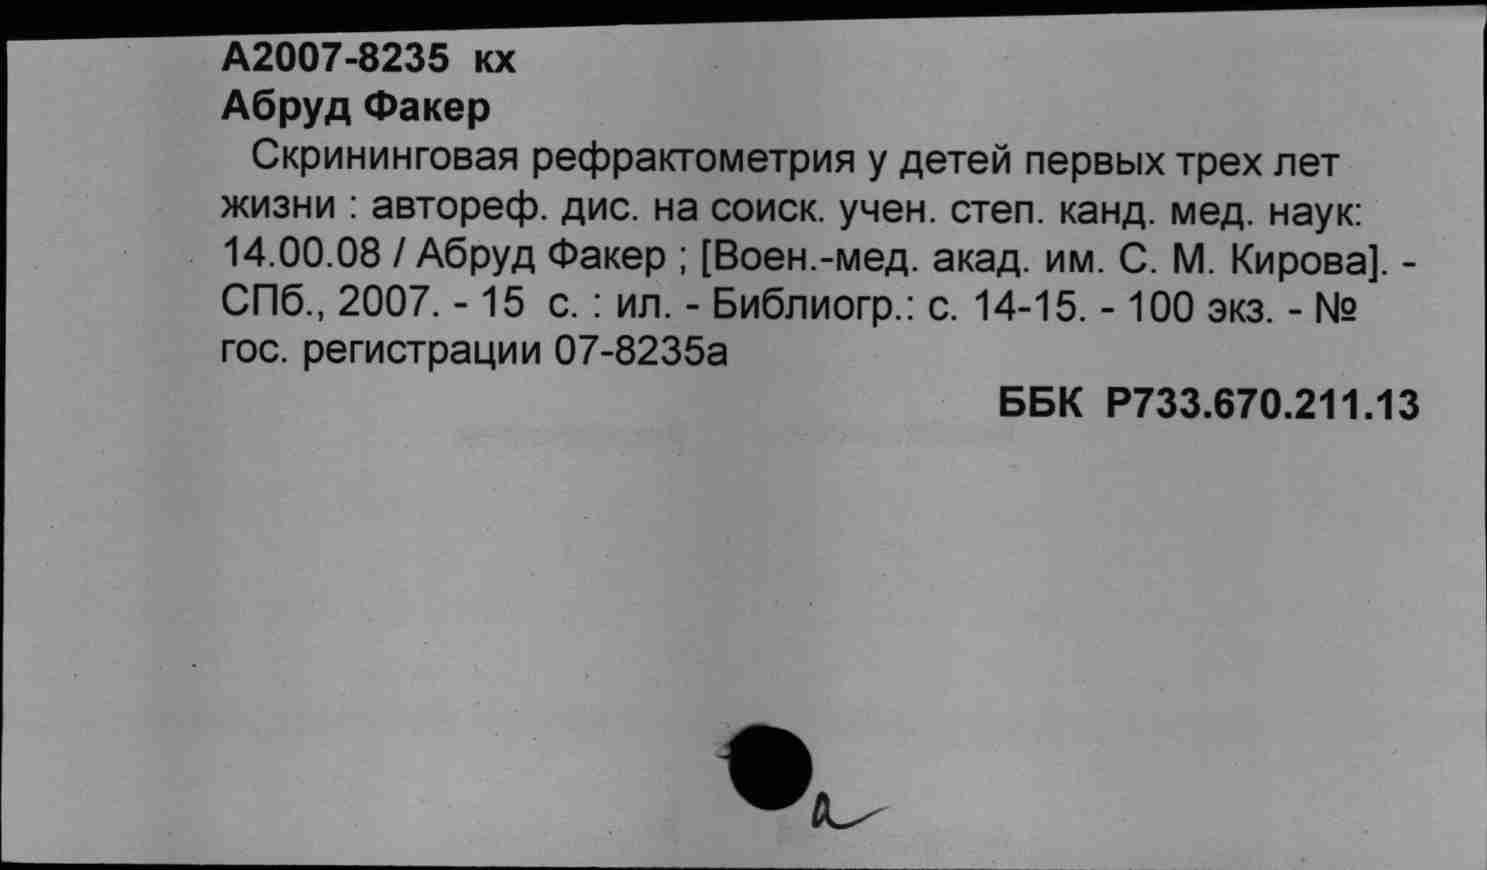 А2007-8235 кх
Абруд Факер
Скрининговая рефрактометрия у детей первых трех лет
жизни : автореф. дис. на соиск. учен. степ. канд. мед. наук:
14.00.08 / Абруд Факер ; [Воен.-мед. акад. им. С. М. Кирова]. -
СПб., 2007. - 15 с. : ил. - Библиогр.: с. 14-15. - 100 экз. - №
гос. регистрации 07-8235а
ББК Р733.670.211.13